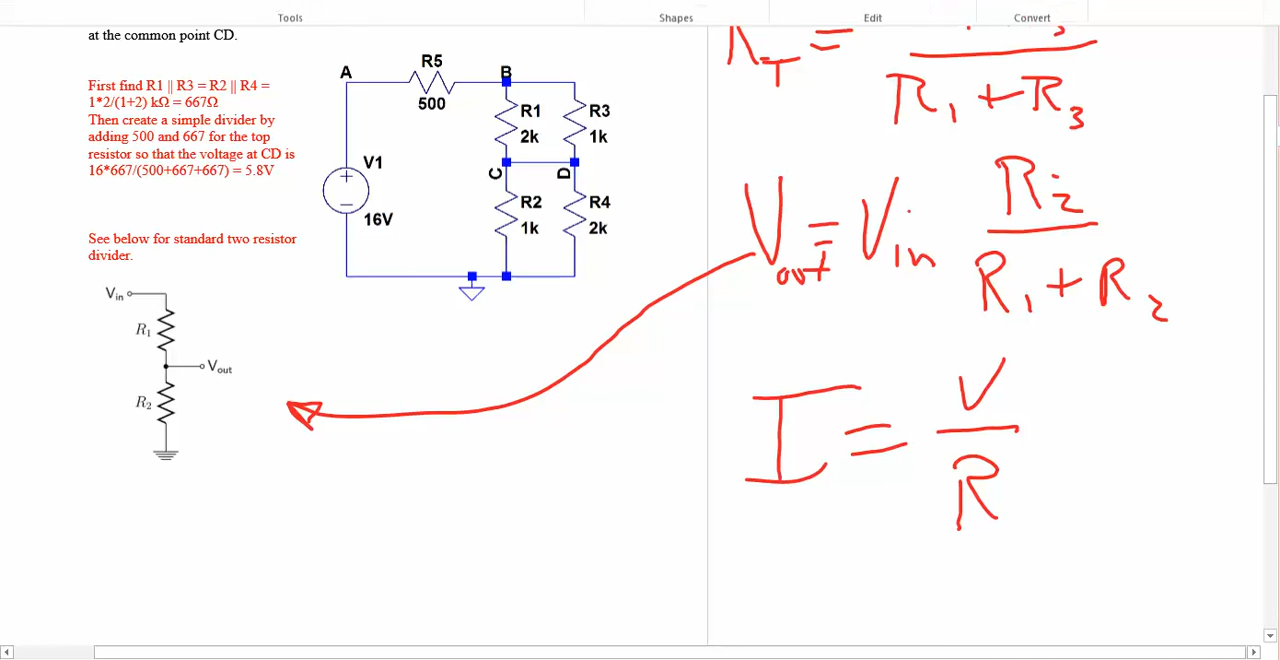 Tools Shapes Edit Convert
at the common point CD.
First find R1 || R3 = R2 || R4 =
1*2/(1+2) kΩ = 667Ω
Then create a simple divider by
adding 500 and 667 for the top
resistor so that the voltage at CD is
16*667/(500+667+667) = 5.8V
See below for standard two resistor
divider.
Vin
R1
Vout
R2
A
R5
500
B
R1
2k
R3
1k
V1
16V
C
D
R2
1k
R4
2k
+
−
RT =
R1 + R3
Vout = Vin R2
R1 + R2
I = V
R